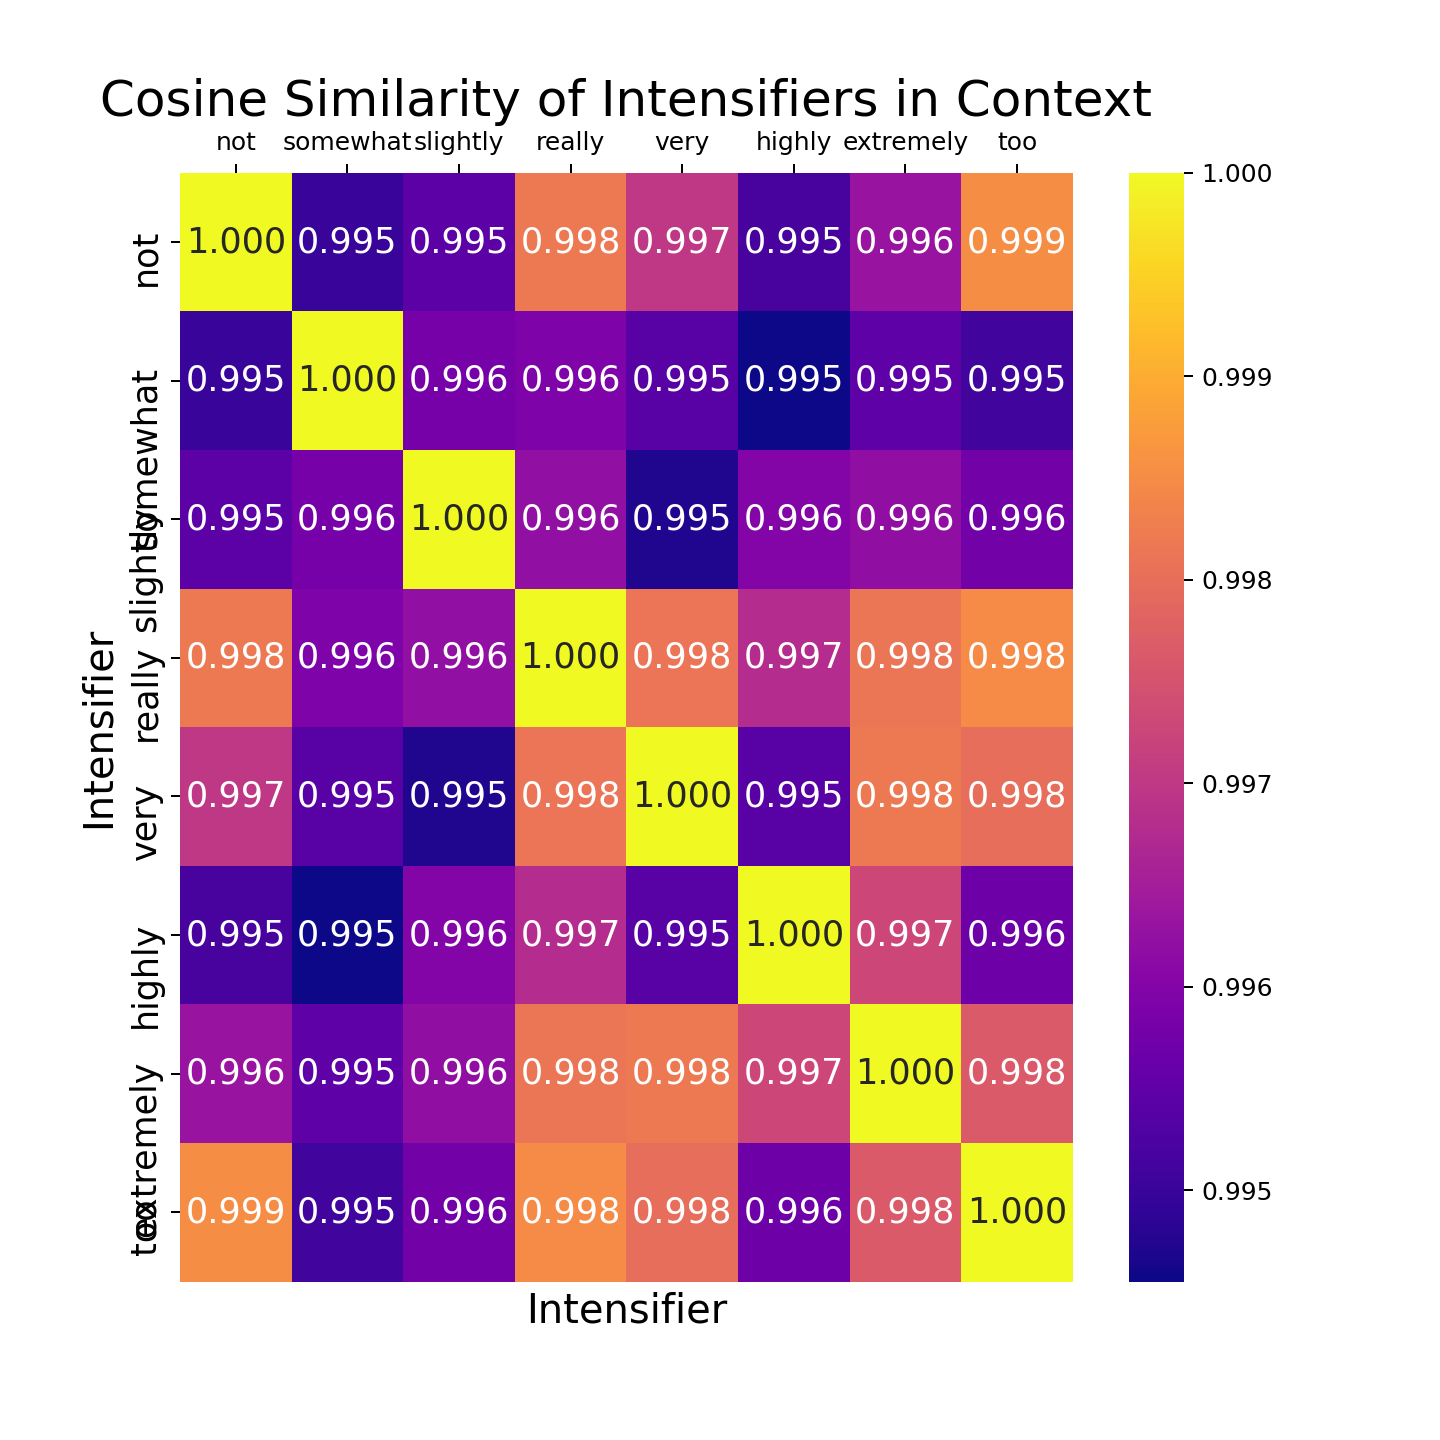 Cosine Similarity of Intensifiers in Context
not somewhat slightly really very highly extremely too
not 1.000 0.995 0.995 0.998 0.997 0.995 0.996 0.999
somewhat 0.995 1.000 0.996 0.996 0.995 0.995 0.995 0.995
slightly 0.995 0.996 1.000 0.996 0.995 0.996 0.996 0.996
really 0.998 0.996 0.996 1.000 0.998 0.997 0.998 0.998
very 0.997 0.995 0.995 0.998 1.000 0.995 0.998 0.998
highly 0.995 0.995 0.996 0.997 0.995 1.000 0.997 0.996
extremely 0.996 0.995 0.996 0.998 0.998 0.997 1.000 0.998
too 0.999 0.995 0.996 0.998 0.998 0.996 0.998 1.000
Intensifier
Intensifier
1.000
0.999
0.998
0.997
0.996
0.995